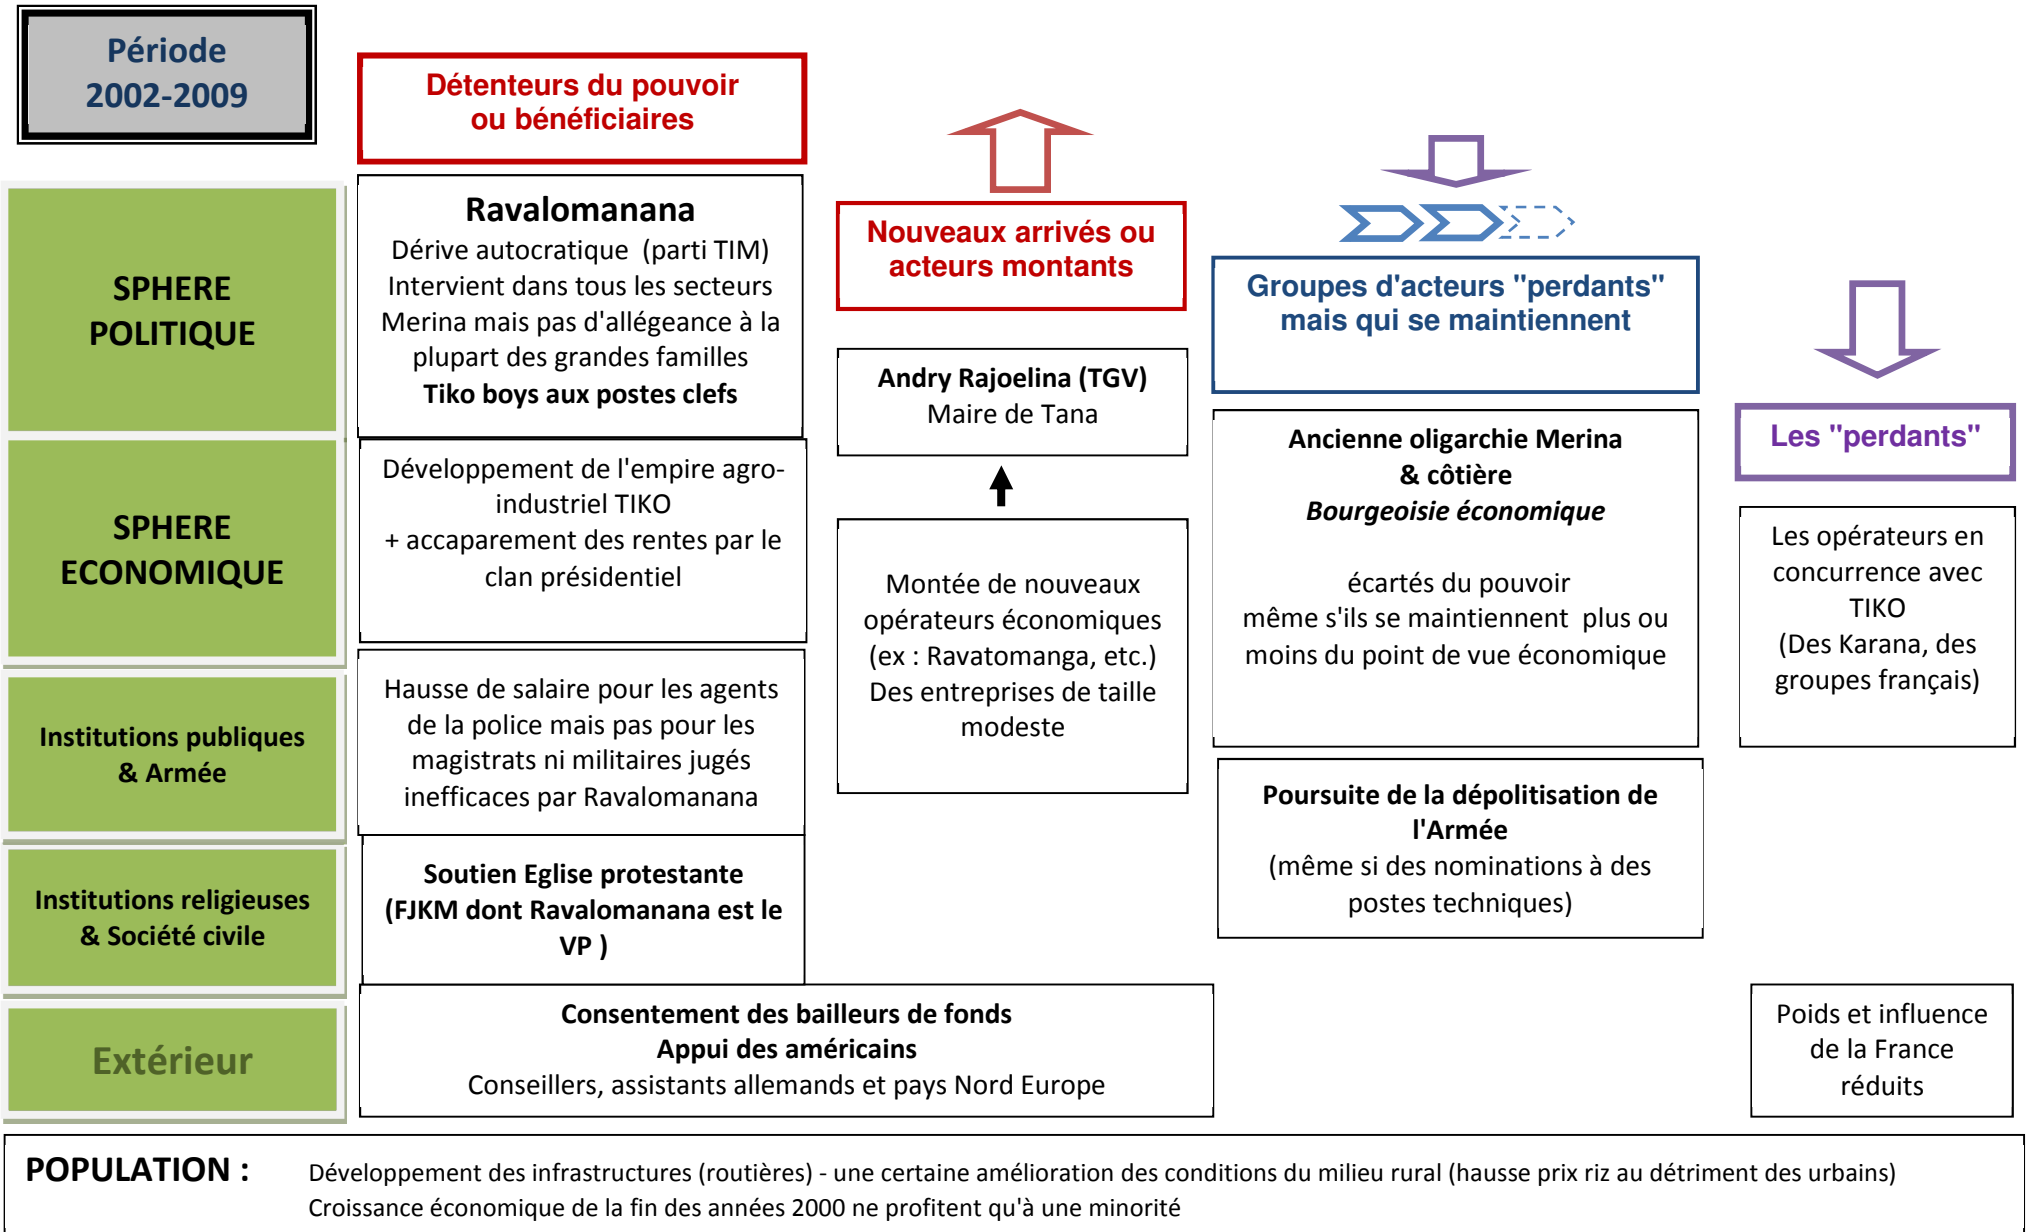 Période
2002-2009
Détenteurs du pouvoir
ou bénéficiaires
Nouveaux arrivés ou
acteurs montants
Groupes d'acteurs "perdants"
mais qui se maintiennent
Les "perdants"
SPHERE
POLITIQUE
Ravalomanana
Dérive autocratique (parti TIM)
Intervient dans tous les secteurs
Merina mais pas d'allégeance à la
plupart des grandes familles
Tiko boys aux postes clefs
Andry Rajoelina (TGV)
Maire de Tana
SPHERE
ECONOMIQUE
Développement de l'empire agro-
industriel TIKO
+ accaparement des rentes par le
clan présidentiel
Montée de nouveaux
opérateurs économiques
(ex : Ravatomanga, etc.)
Des entreprises de taille
modeste
Ancienne oligarchie Merina
& côtière
Bourgeoisie économique
écartés du pouvoir
même s'ils se maintiennent plus ou
moins du point de vue économique
Les opérateurs en
concurrence avec
TIKO
(Des Karana, des
groupes français)
Institutions publiques
& Armée
Hausse de salaire pour les agents
de la police mais pas pour les
magistrats ni militaires jugés
inefficaces par Ravalomanana
Poursuite de la dépolitisation de
l'Armée
(même si des nominations à des
postes techniques)
Institutions religieuses
& Société civile
Soutien Eglise protestante
(FJKM dont Ravalomanana est le
VP )
Extérieur
Consentement des bailleurs de fonds
Appui des américains
Conseillers, assistants allemands et pays Nord Europe
Poids et influence
de la France
réduits
POPULATION : Développement des infrastructures (routières) - une certaine amélioration des conditions du milieu rural (hausse prix riz au détriment des urbains)
Croissance économique de la fin des années 2000 ne profitent qu'à une minorité